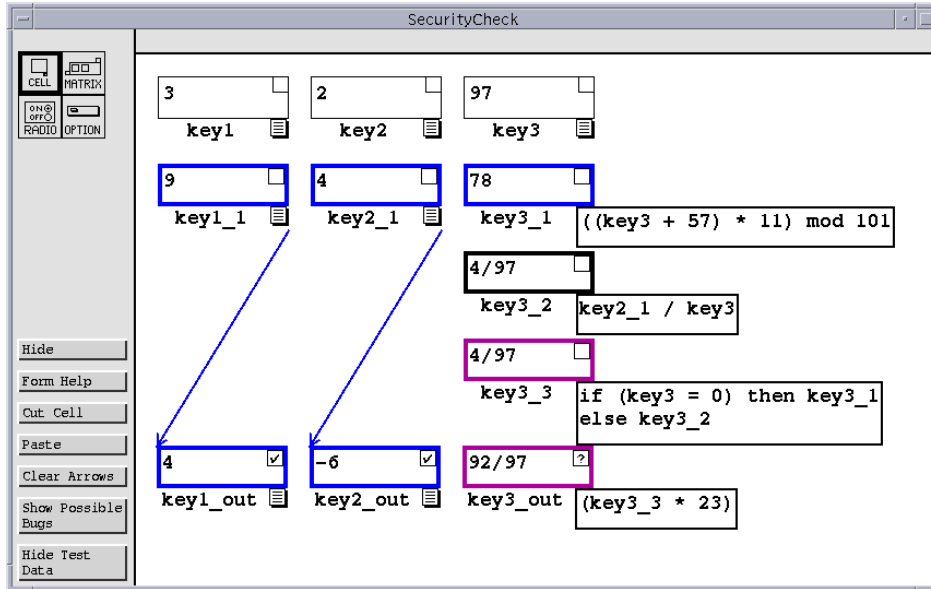 SecurityCheck
CELL MATRIX
ON OFF
RADIO OPTION
3 2 97
key1 key2 key3
9 4 78
key1_1 key2_1 key3_1
((key3 + 57) * 11) mod 101
4/97
key3_2
key2_1 / key3
4/97
key3_3
if (key3 = 0) then key3_1
else key3_2
4 -6 92/97 ?
key1_out key2_out key3_out
(key3_3 * 23)
Hide
Form Help
Cut Cell
Paste
Clear Arrows
Show Possible
Bugs
Hide Test
Data